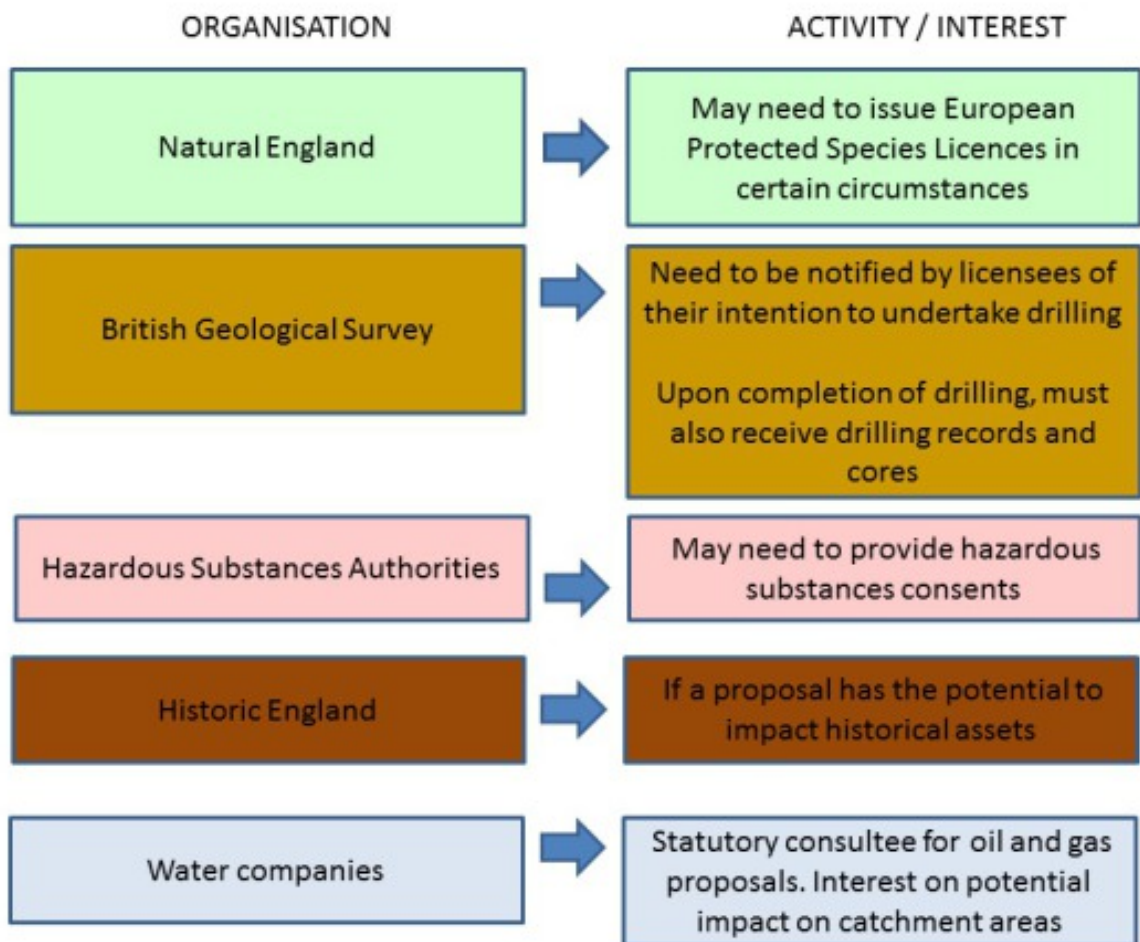 ORGANISATION
ACTIVITY / INTEREST
Natural England
May need to issue European
Protected Species Licences in
certain circumstances
British Geological Survey
Need to be notified by licensees of
their intention to undertake drilling
Upon completion of drilling, must
also receive drilling records and
cores
Hazardous Substances Authorities
May need to provide hazardous
substances consents
Historic England
If a proposal has the potential to
impact historical assets
Water companies
Statutory consultee for oil and gas
proposals. Interest on potential
impact on catchment areas